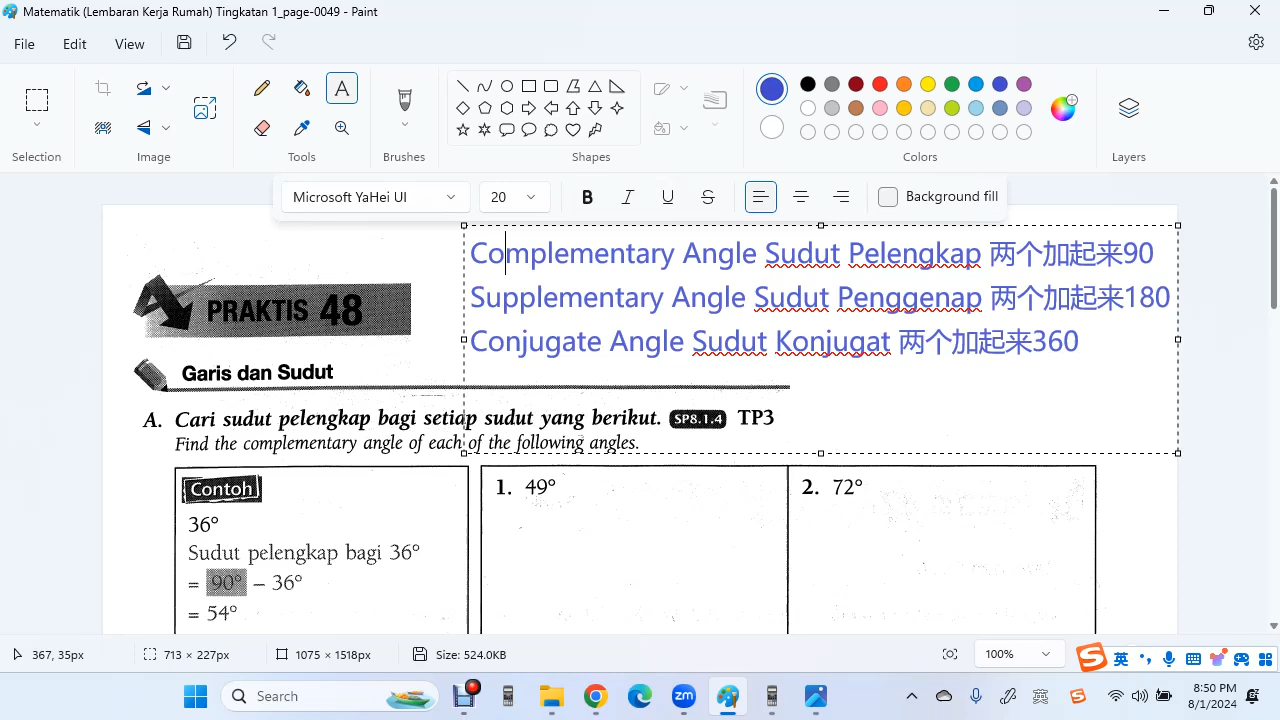 Matematik (Lembaran Kerja Rumah) Tingkatan 1_page-0049 - Paint
File Edit View
Selection Image Tools Brushes Shapes Colors Layers
Microsoft YaHei UI 20 B I U S Background fill
Complementary Angle Sudut Pelengkap 两个加起来90
Supplementary Angle Sudut Penggenap 两个加起来180
Conjugate Angle Sudut Konjugat 两个加起来360
PRAKTIS 48
Garis dan Sudut
A. Cari sudut pelengkap bagi setiap sudut yang berikut. SP8.1.4 TP3
Find the complementary angle of each of the following angles.
Contoh
36°
Sudut pelengkap bagi 36°
= 90° – 36°
= 54°
1. 49°
2. 72°
367, 35px 713 × 227px 1075 × 1518px Size: 524.0KB 100%
英
Search
zm
英
8:50 PM
8/1/2024